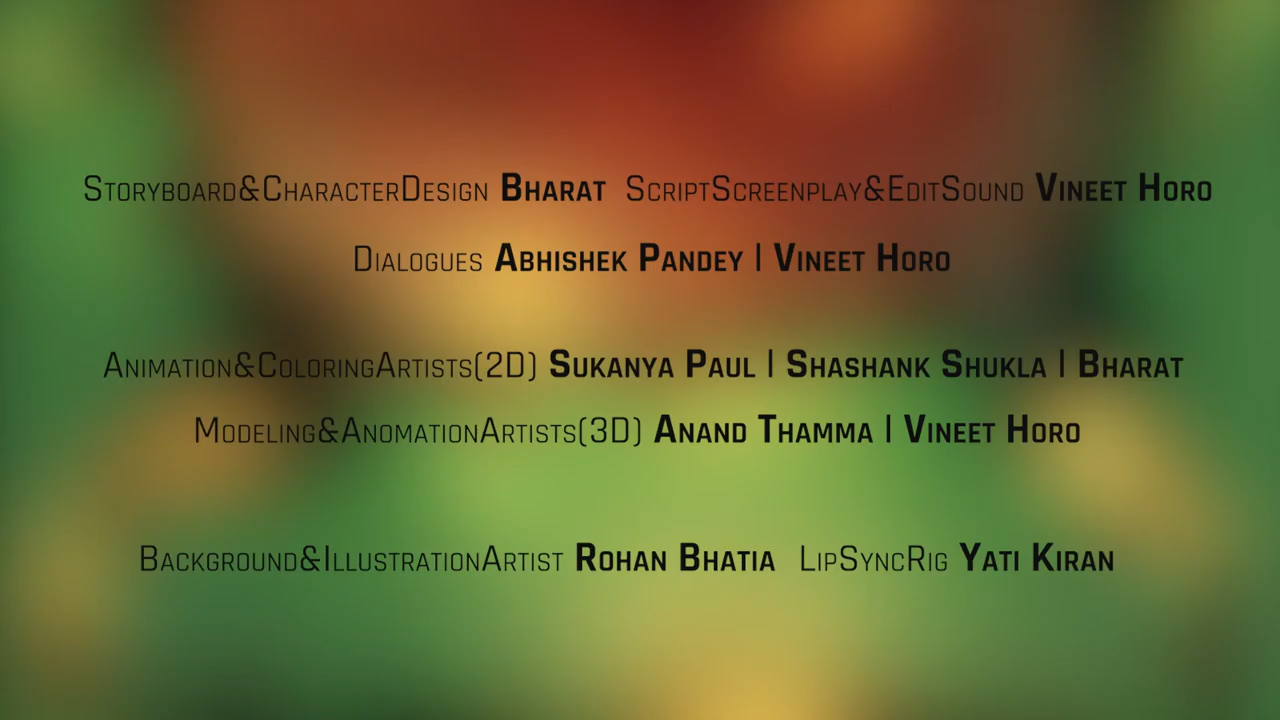 StoryBoard&CharacterDesign Bharat ScriptScreenplay&EditSound Vineet Horo
Dialogues Abhishek Pandey | Vineet Horo
Animation&ColoringArtists(2D) Sukanya Paul | Shashank Shukla | Bharat
Modeling&AnomationArtists(3D) Anand Thamma | Vineet Horo
Background&IllustrationArtist Rohan Bhatia LipSyncRig Yati Kiran